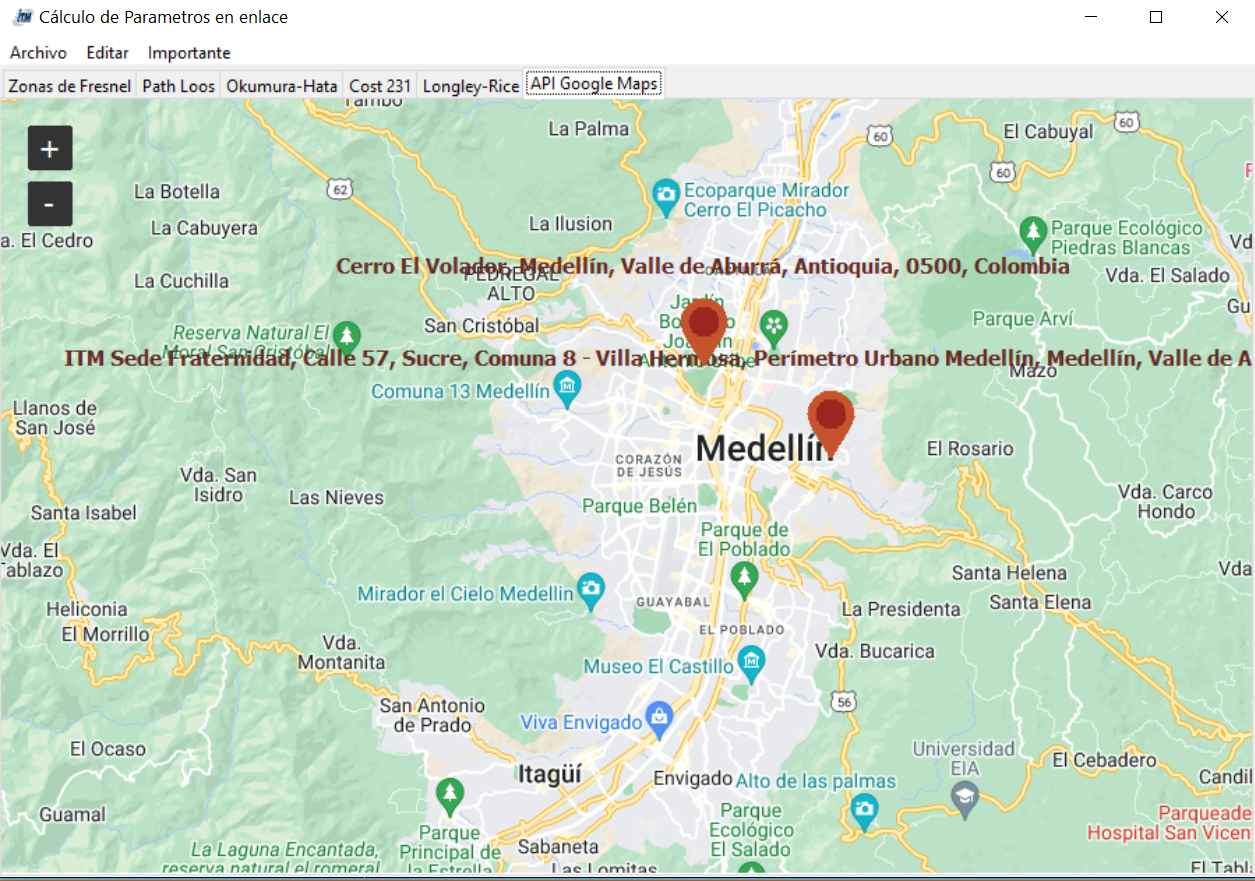 ITM Cálculo de Parametros en enlace
Archivo Editar Importante
Zonas de Fresnel Path Loos Okumura-Hata Cost 231 Longley-Rice API Google Maps
Tambo
La Palma
60
60
El Cabuyal
+
60
62
La Botella
Ecoparque Mirador
Cerro El Picacho
-
La Cabuyera
La Ilusion
a. El Cedro
Parque Ecológico
Piedras Blancas
Vd
Cerro El Volador, Medellín, Valle de Aburrá, Antioquia, 0500, Colombia
PEDREGAL
ALTO
La Cuchilla
Vda. El Salado
Gu
San Cristóbal
Parque Arví
Reserva Natural El
Moral San Cristóbal
ITM Sede Fraternidad, Calle 57, Sucre, Comuna 8 - Villa Hermosa, Perímetro Urbano Medellín, Medellín, Valle de A
Mazo
Comuna 13 Medellín
Llanos de
San José
Medellín
El Rosario
CORAZÓN
DE JESÚS
Vda. San
Isidro
Las Nieves
Santa Isabel
Parque Belén
Vda. Carco
Hondo
Parque de
El Poblado
Vda. El
Tablazo
Santa Helena
Vda
Mirador el Cielo Medellin
GUAYABAL
Santa Elena
Heliconia
La Presidenta
El Morrillo
EL POBLADO
Vda.
Montanita
Vda. Bucarica
Museo El Castillo
San Antonio
de Prado
56
Viva Envigado
El Ocaso
Universidad
EIA
El Cebadero
Itagüí
Envigado
Alto de las palmas
Candil
Guamal
Parque
Ecológico
El Salado
Parqueade
Hospital San Vicen
Parque
Principal de
la Estrella
Sabaneta
La Laguna Encantada,
reserva natural el romeral
Las Lomitas
El Tabl